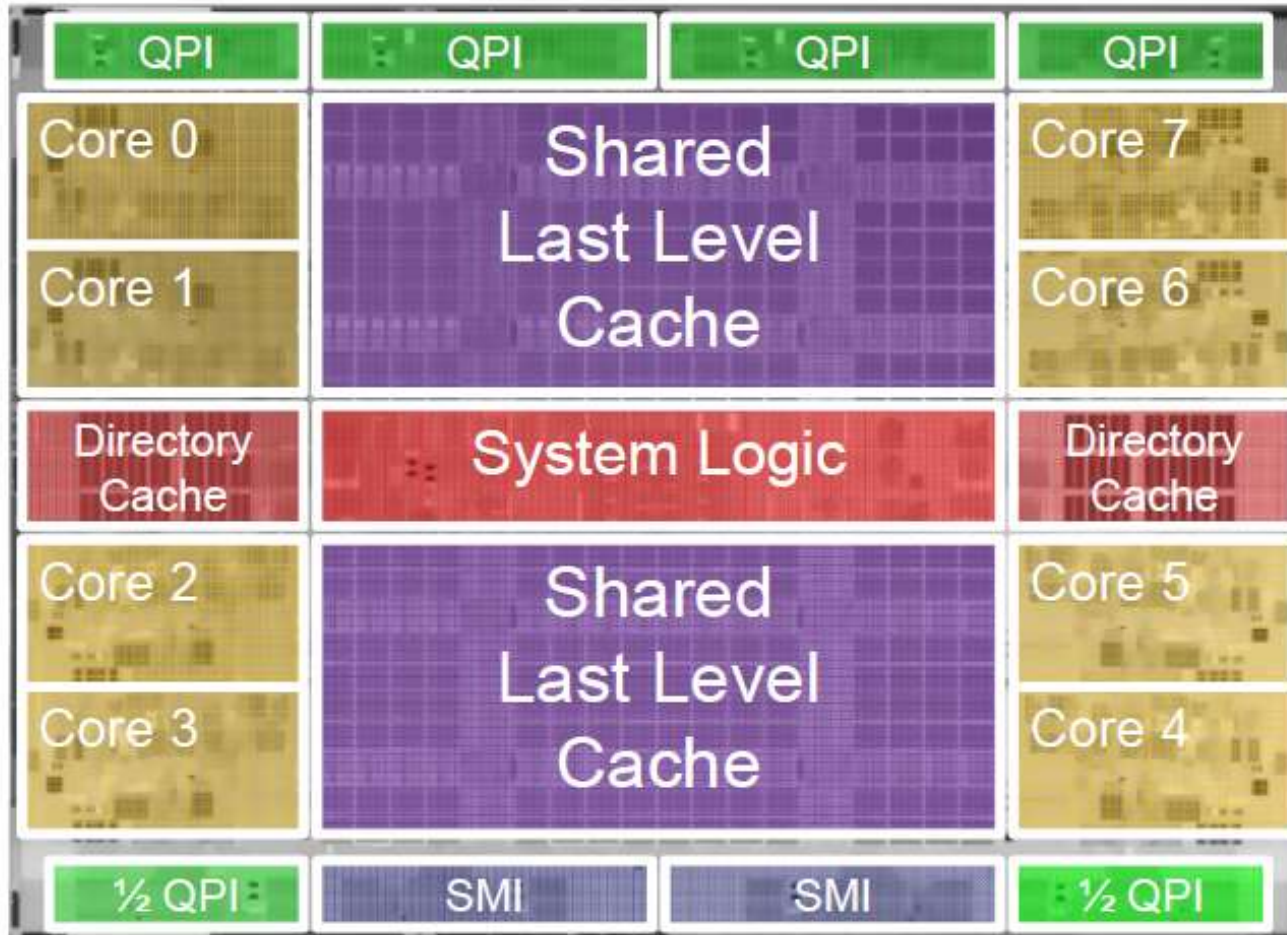 QPI
QPI
QPI
QPI
Core 0
Shared
Last Level
Cache
Core 7
Core 1
Core 6
Directory
Cache
System Logic
Directory
Cache
Core 2
Shared
Last Level
Cache
Core 5
Core 3
Core 4
½ QPI
SMI
SMI
½ QPI